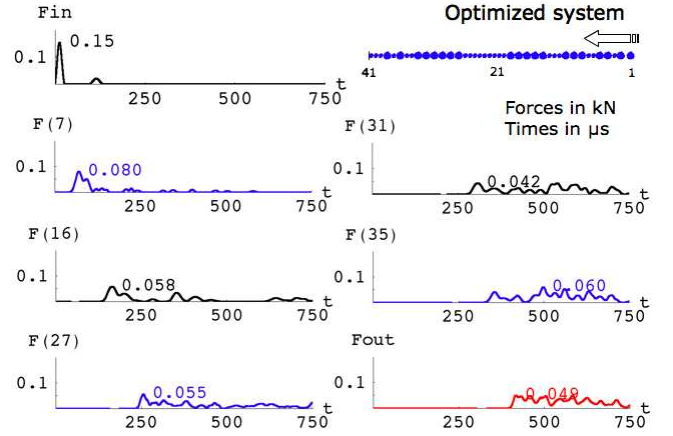 Fin
Optimized system
0.15
0.1
t
250 500 750
41 21 1
Forces in kN
Times in µs
F(7)
0.080
0.1
t
250 500 750
F(31)
0.042
0.1
t
250 500 750
F(16)
0.058
0.1
t
250 500 750
F(35)
0.060
0.1
t
250 500 750
F(27)
0.055
0.1
t
250 500 750
Fout
0.049
0.1
t
250 500 750